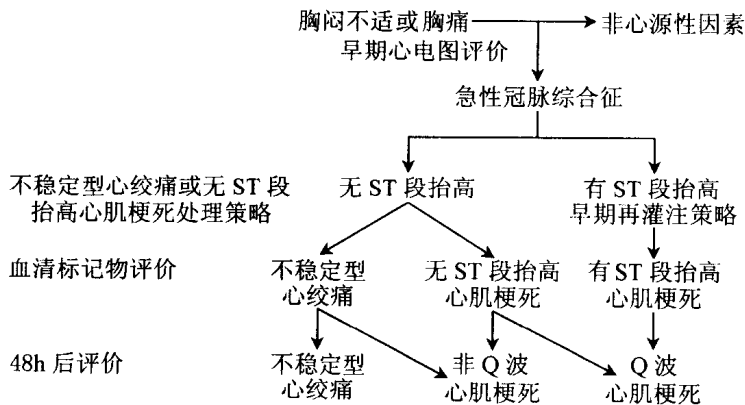 胸闷不适或胸痛
非心源性因素
早期心电图评价
急性冠脉综合征
不稳定型心绞痛或无ST段
抬高心肌梗死处理策略
无ST段抬高
有ST段抬高
早期再灌注策略
血清标记物评价
不稳定型
心绞痛
无ST段抬高
心肌梗死
有ST段抬高
心肌梗死
48h后评价
不稳定型
心绞痛
非Q波
心肌梗死
Q波
心肌梗死